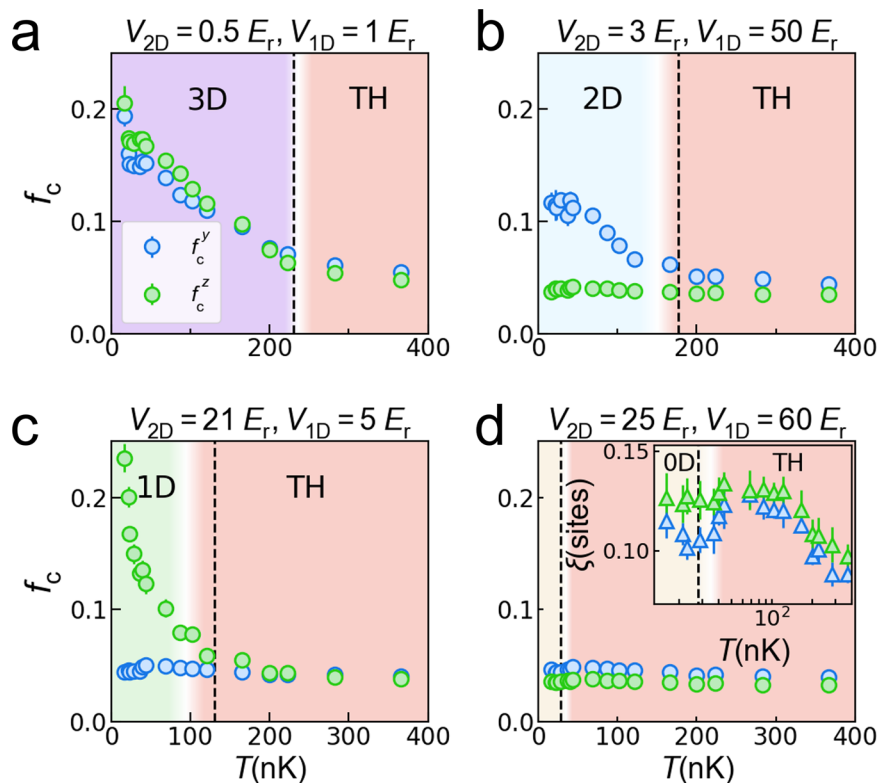 a
V2D = 0.5 Er, V1D = 1 Er
3D
TH
fc
0.2
0.1
0.0
fcy
fcz
0
200
400
b
V2D = 3 Er, V1D = 50 Er
2D
TH
0.2
0.1
0.0
0
200
400
c
V2D = 21 Er, V1D = 5 Er
1D
TH
fc
0.2
0.1
0.0
0
100
200
300
400
T(nK)
d
V2D = 25 Er, V1D = 60 Er
0D
TH
ξ(sites)
0.15
0.10
10²
T(nK)
0.2
0.1
0.0
0
100
200
300
400
T(nK)